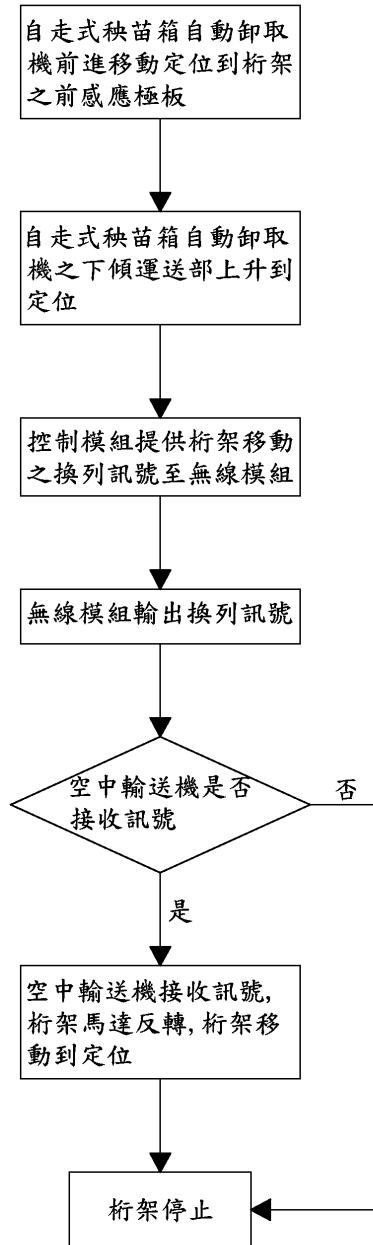 自走式秧苗箱自動卸取
機前進移動定位到桁架
之前感應極板
自走式秧苗箱自動卸取
機之下傾運送部上升到
定位
控制模組提供桁架移動
之換列訊號至無線模組
無線模組輸出換列訊號
空中輸送機是否
接收訊號
否
是
空中輸送機接收訊號,
桁架馬達反轉,桁架移
動到定位
桁架停止